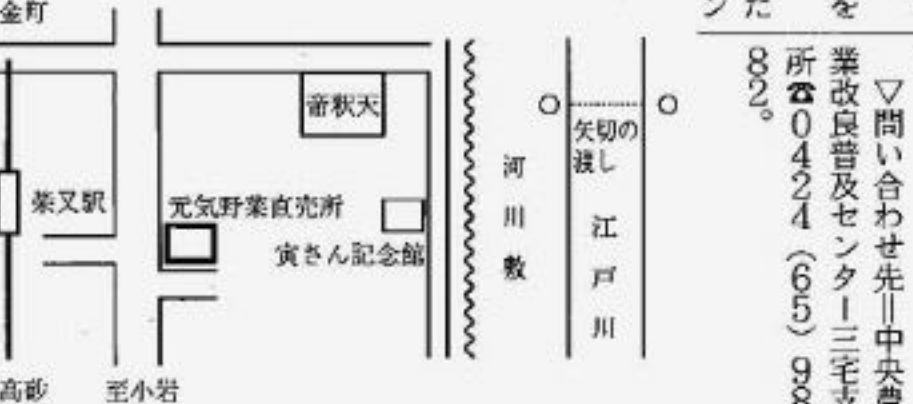 を
ンた
▽問い合わせ先＝中央農
業改良普及センター三宅支
所☎０４２４（６５）９８
８２。
金町
帝釈天
矢切の
渡し
柴又駅
元気野菜直売所
寅さん記念館
河川敷
江戸川
高砂
至小岩